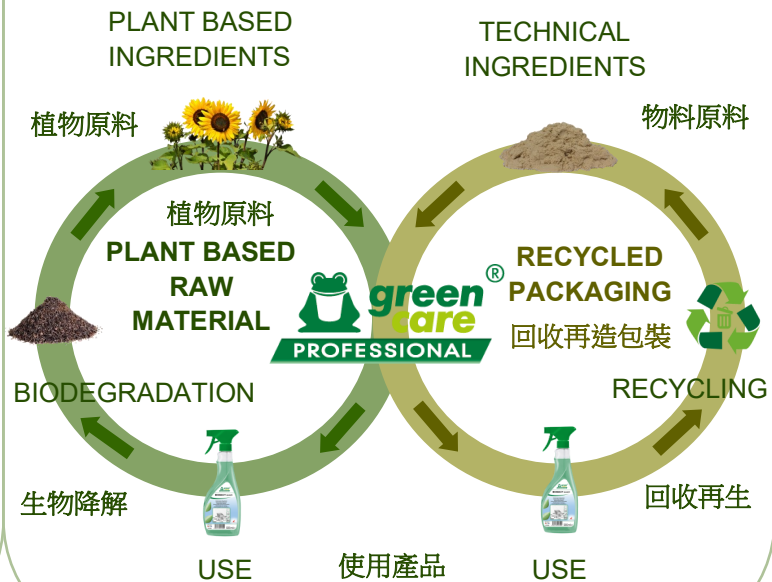 PLANT BASED
INGREDIENTS
TECHNICAL
INGREDIENTS
植物原料
物料原料
植物原料
PLANT BASED
RAW
MATERIAL
green
care
PROFESSIONAL
®
RECYCLED
PACKAGING
回收再造包裝
BIODEGRADATION
RECYCLING
生物降解
回收再生
USE
使用產品
USE